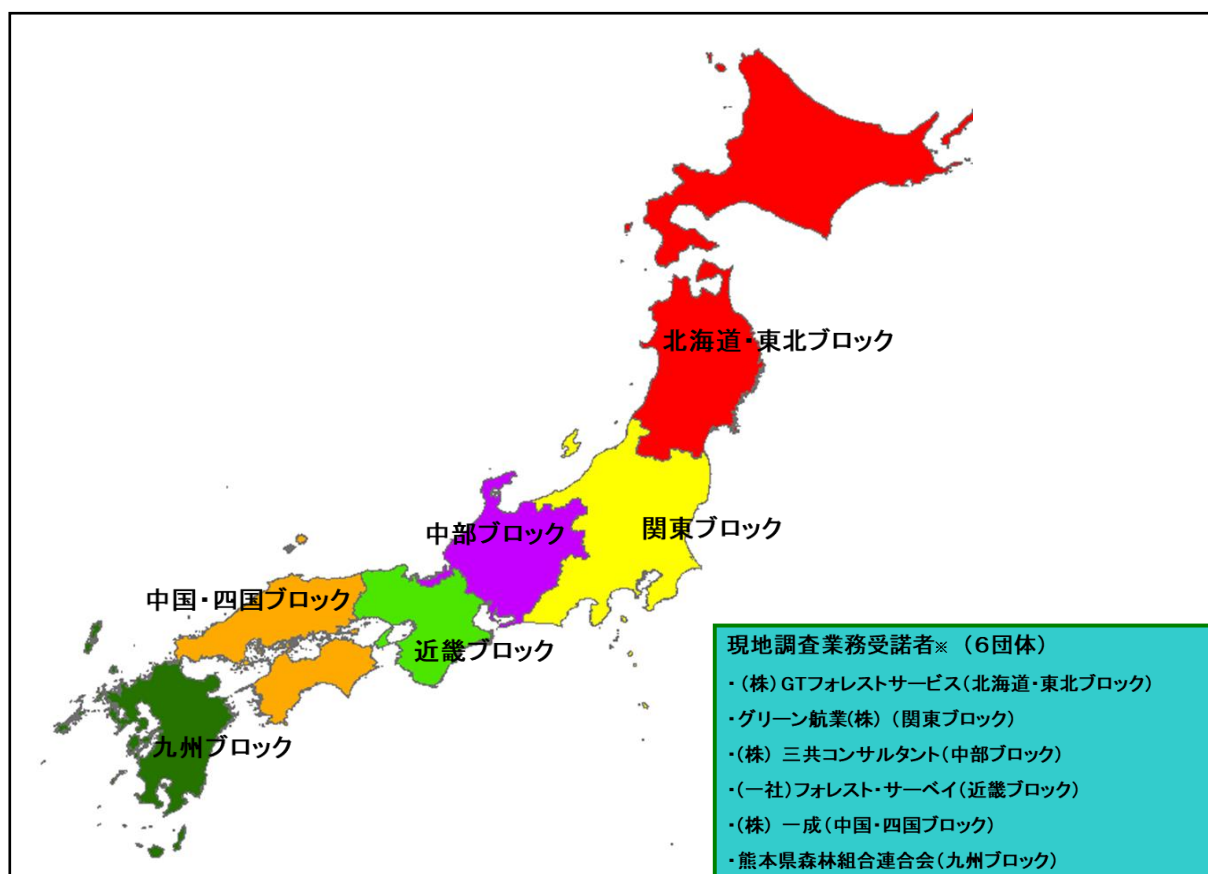 北海道・東北ブロック
関東ブロック
中部ブロック
中国・四国ブロック
近畿ブロック
九州ブロック
現地調査業務受諾者※ （6団体）
・（株）GTフォレストサービス（北海道・東北ブロック）
・グリーン航業(株) （関東ブロック）
・（株） 三共コンサルタント（中部ブロック）
・（一社）フォレスト・サーベイ（近畿ブロック）
・（株） 一成（中国・四国ブロック）
・熊本県森林組合連合会（九州ブロック）